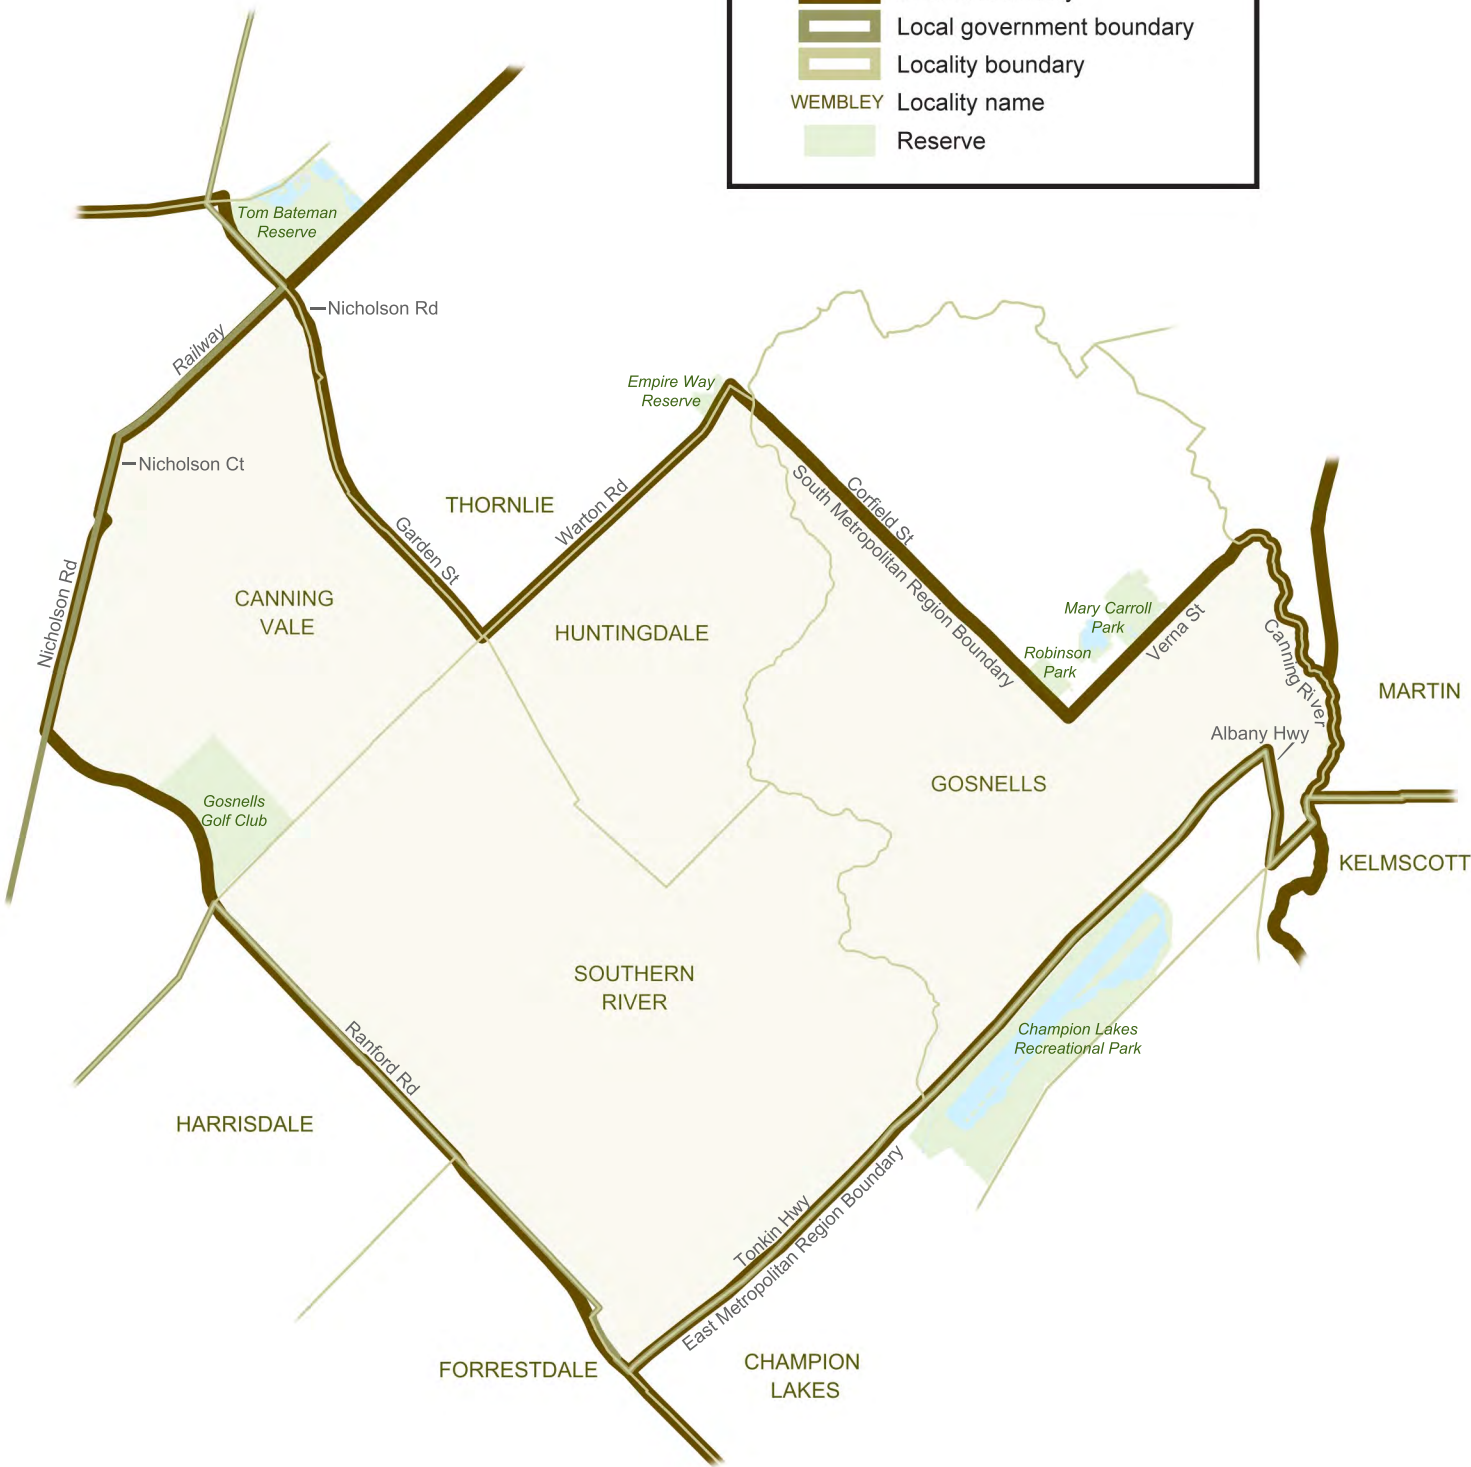 Local government boundary
Locality boundary
WEMBLEY Locality name
Reserve
Tom Bateman
Reserve
Nicholson Rd
Railway
Empire Way
Reserve
Nicholson Ct
THORNLIE
Warton Rd
Corfield St
South Metropolitan Region Boundary
Garden St
Nicholson Rd
CANNING
VALE
HUNTINGDALE
Mary Carroll
Park
Verna St
Robinson
Park
Canning River
MARTIN
Albany Hwy
GOSNELLS
Gosnells
Golf Club
KELMSCOTT
SOUTHERN
RIVER
Ranford Rd
Champion Lakes
Recreational Park
HARRISDALE
Tonkin Hwy
East Metropolitan Region Boundary
FORRESTDALE
CHAMPION
LAKES